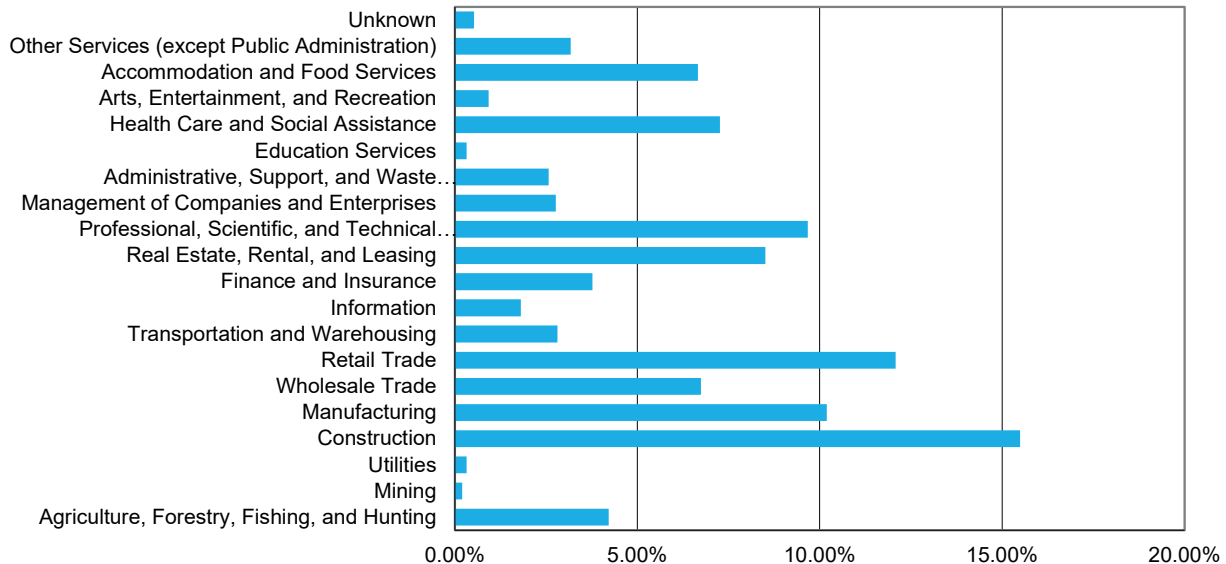 Unknown
Other Services (except Public Administration)
Accommodation and Food Services
Arts, Entertainment, and Recreation
Health Care and Social Assistance
Education Services
Administrative, Support, and Waste…
Management of Companies and Enterprises
Professional, Scientific, and Technical…
Real Estate, Rental, and Leasing
Finance and Insurance
Information
Transportation and Warehousing
Retail Trade
Wholesale Trade
Manufacturing
Construction
Utilities
Mining
Agriculture, Forestry, Fishing, and Hunting
0.00% 5.00% 10.00% 15.00% 20.00%